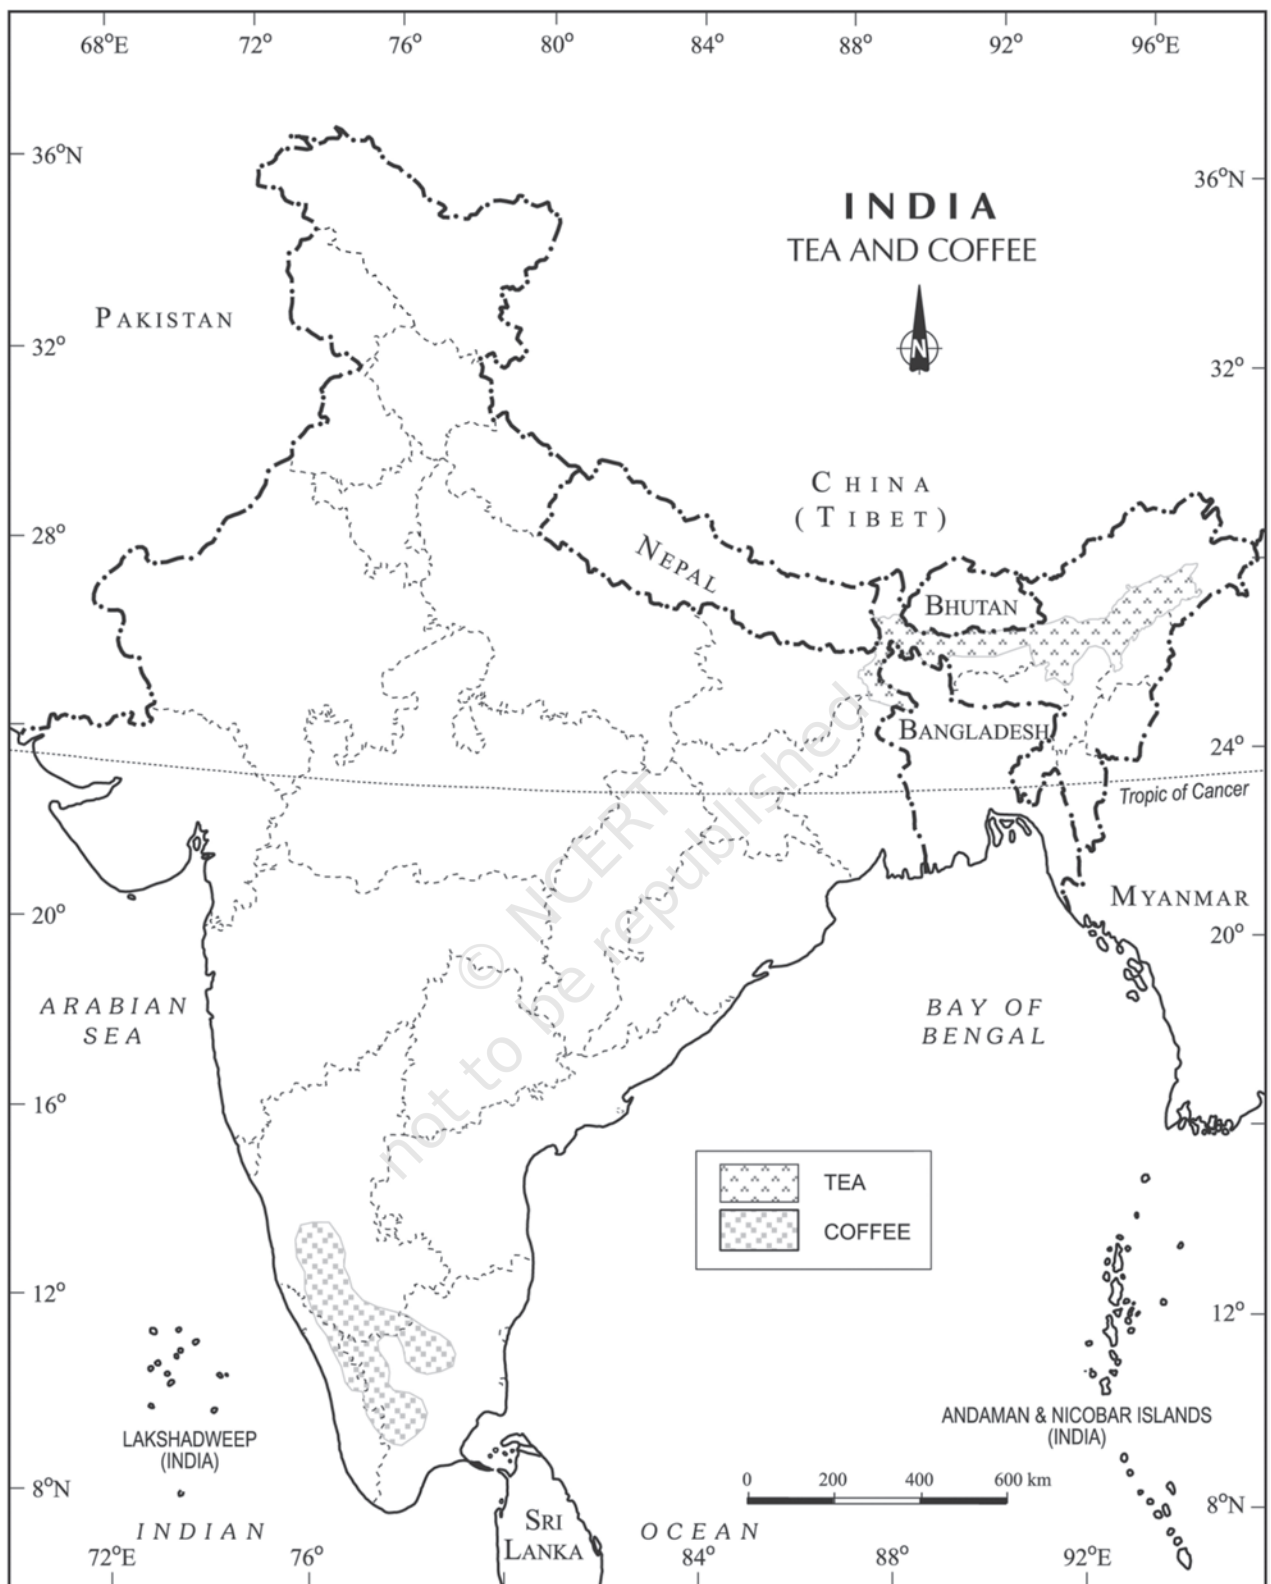 68°E 72° 76° 80° 84° 88° 92° 96°E
36°N
36°N
INDIA
TEA AND COFFEE
N
PAKISTAN
32°
32°
CHINA
(TIBET)
28°
NEPAL
BHUTAN
BANGLADESH
24°
Tropic of Cancer
© NCERT
not to be republished
MYANMAR
20°
20°
ARABIAN
SEA
BAY OF
BENGAL
16°
TEA
COFFEE
12°
12°
LAKSHADWEEP
(INDIA)
ANDAMAN & NICOBAR ISLANDS
(INDIA)
0 200 400 600 km
8°N
8°N
SRI
LANKA
INDIAN OCEAN
72°E 76° 84° 88° 92°E